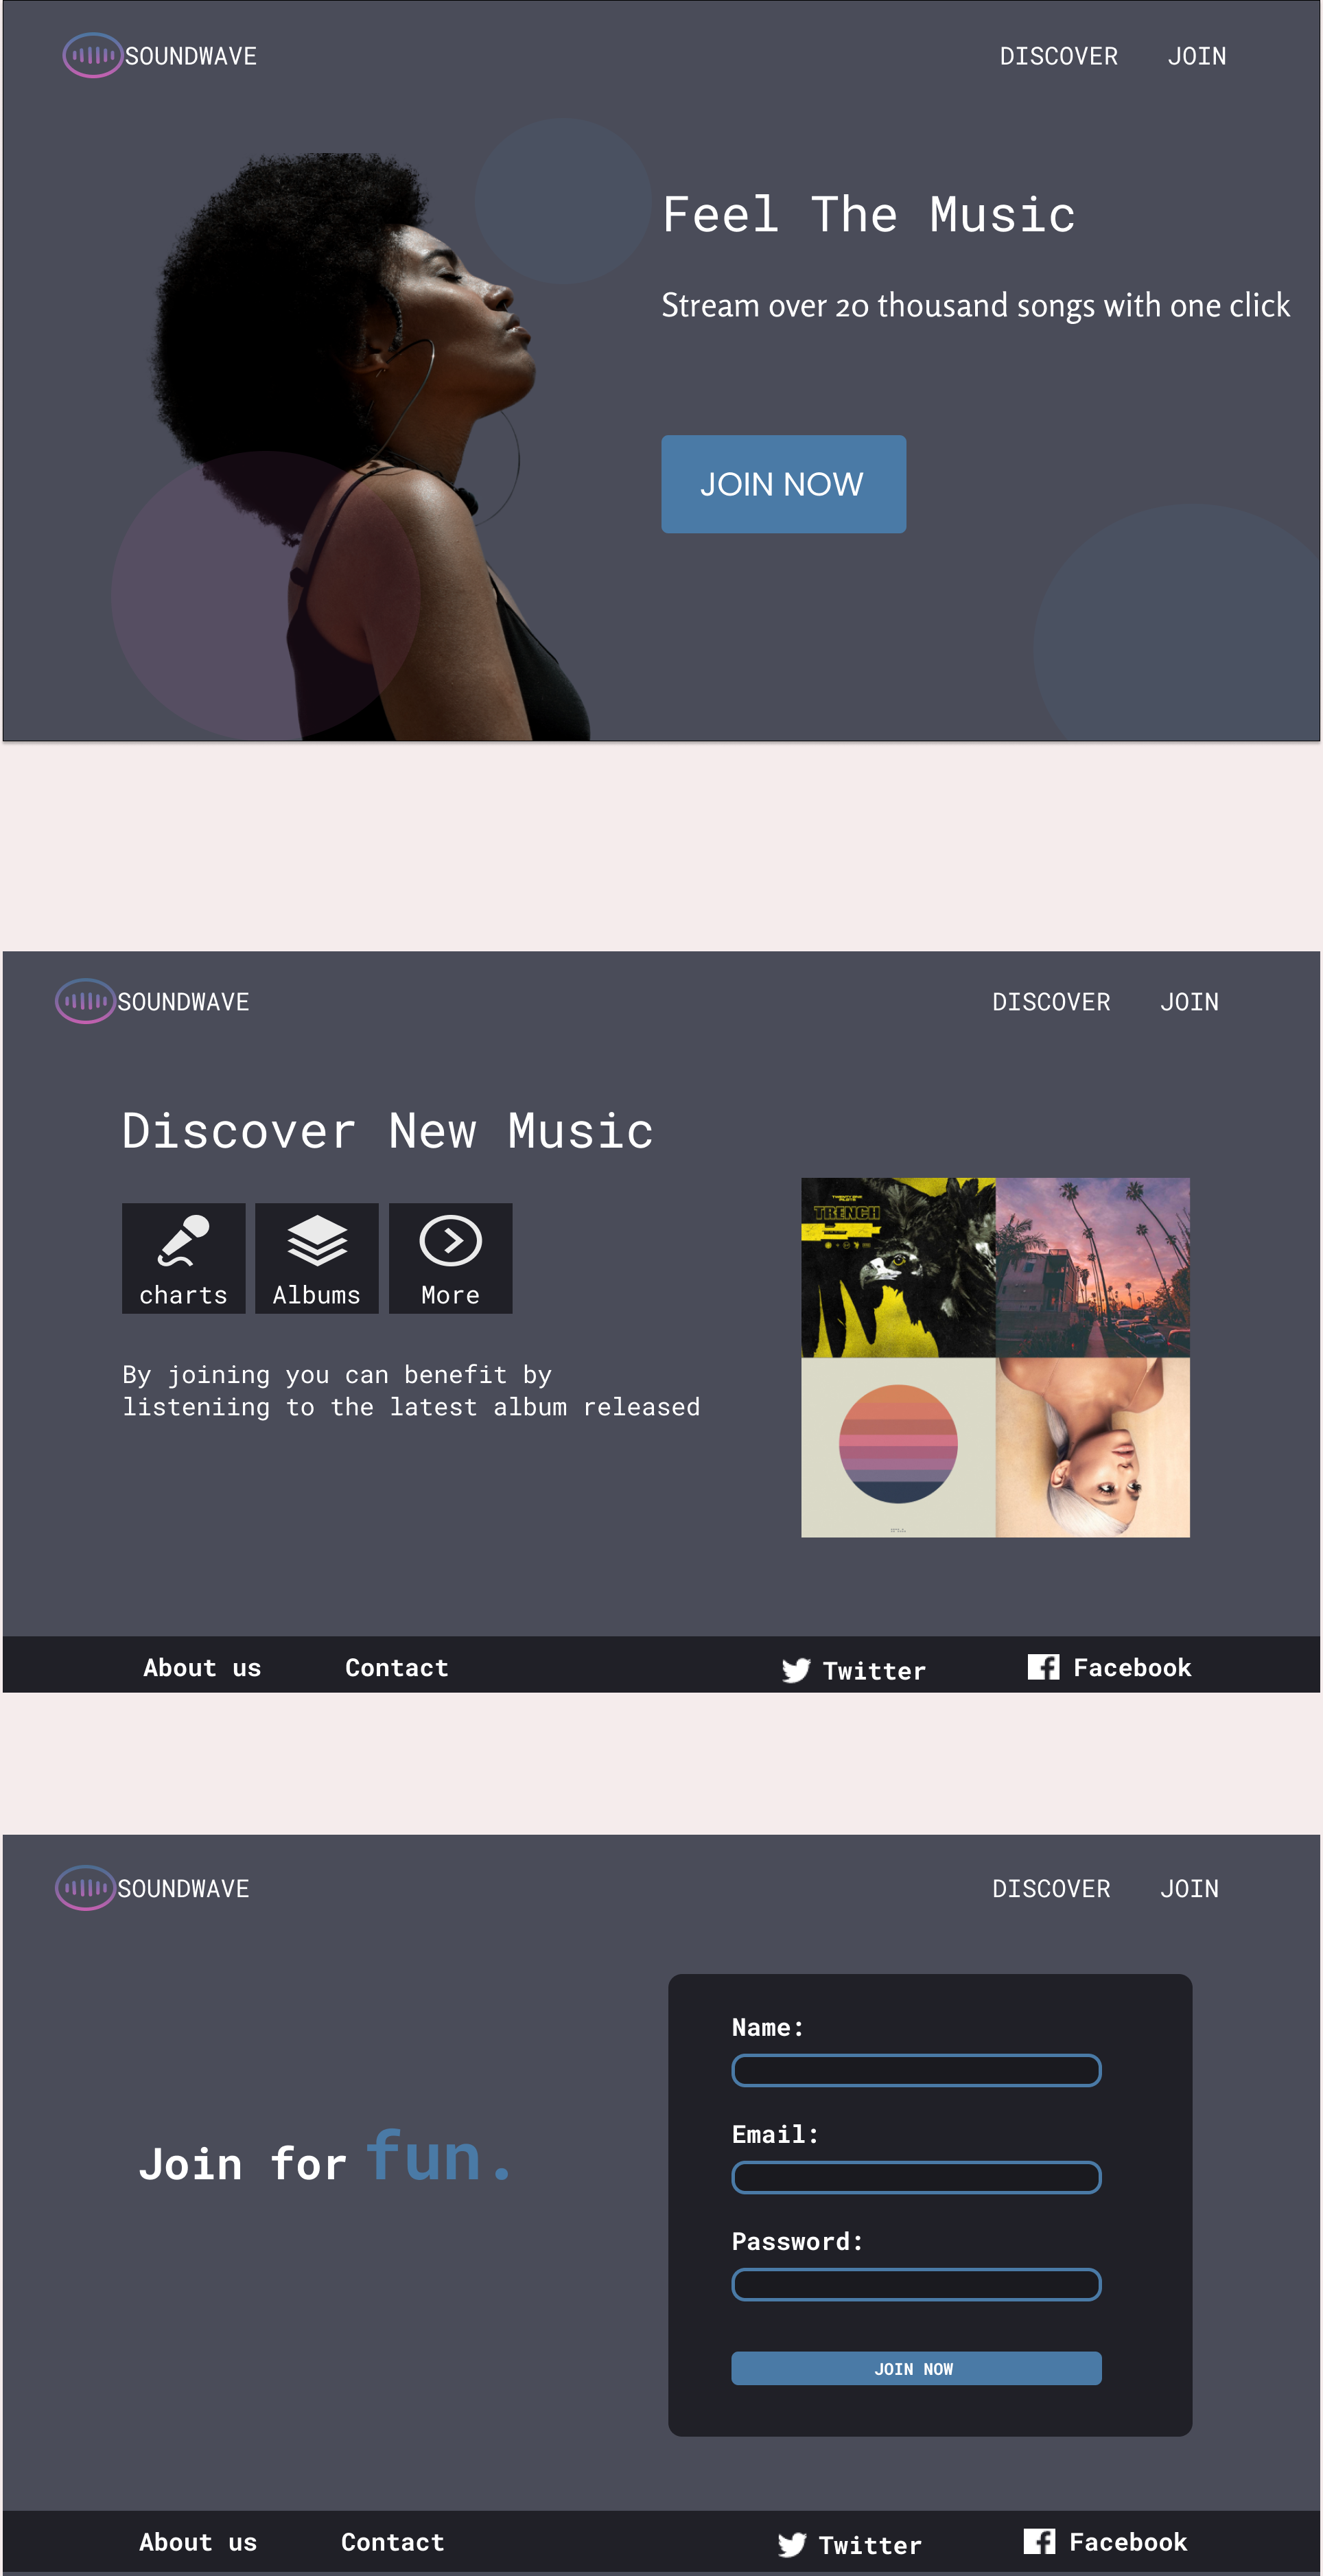 SOUNDWAVE
DISCOVER
JOIN
Feel The Music
Stream over 20 thousand songs with one click
JOIN NOW
SOUNDWAVE
DISCOVER
JOIN
Discover New Music
charts
Albums
More
TRENCH
By joining you can benefit by
listeniing to the latest album released
About us
Contact
Twitter
Facebook
SOUNDWAVE
DISCOVER
JOIN
Join for fun.
Name:
Email:
Password:
JOIN NOW
About us
Contact
Twitter
Facebook